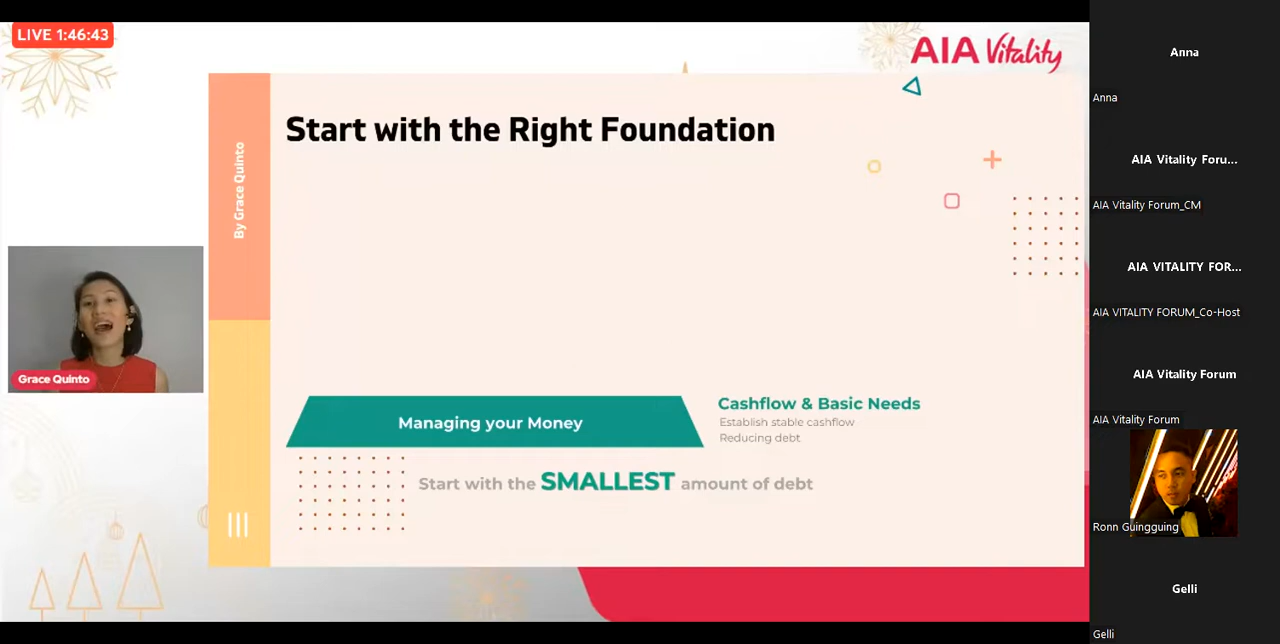 LIVE 1:46:43
AIA Vitality
By Grace Quinto
Start with the Right Foundation
Grace Quinto
Managing your Money
Cashflow & Basic Needs
Establish stable cashflow
Reducing debt
Start with the SMALLEST amount of debt
Anna
Anna
AIA Vitality Foru...
AIA Vitality Forum_CM
AIA VITALITY FOR...
AIA VITALITY FORUM_Co-Host
AIA Vitality Forum
AIA Vitality Forum
Ronn Guingguing
Gelli
Gelli